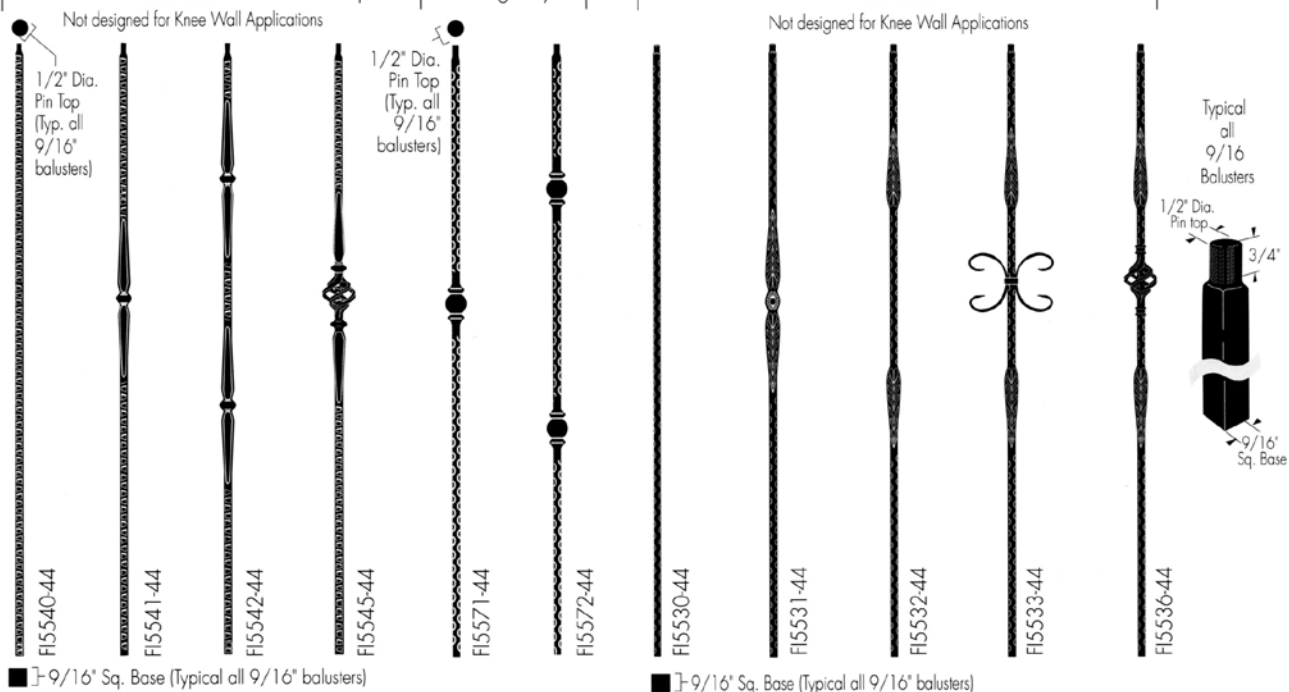 Not designed for Knee Wall Applications
1/2" Dia.
Pin Top
(Typ. all
9/16"
balusters)
1/2" Dia.
Pin Top
(Typ. all
9/16"
balusters)
Not designed for Knee Wall Applications
Typical
all
9/16
Balusters
1/2" Dia.
Pin top
3/4"
9/16"
Sq. Base
FI5540-44
FI5541-44
FI5542-44
FI5545-44
FI5571-44
FI5572-44
FI5530-44
FI5531-44
FI5532-44
FI5533-44
FI5536-44
9/16" Sq. Base (Typical all 9/16" balusters)
9/16" Sq. Base (Typical all 9/16" balusters)